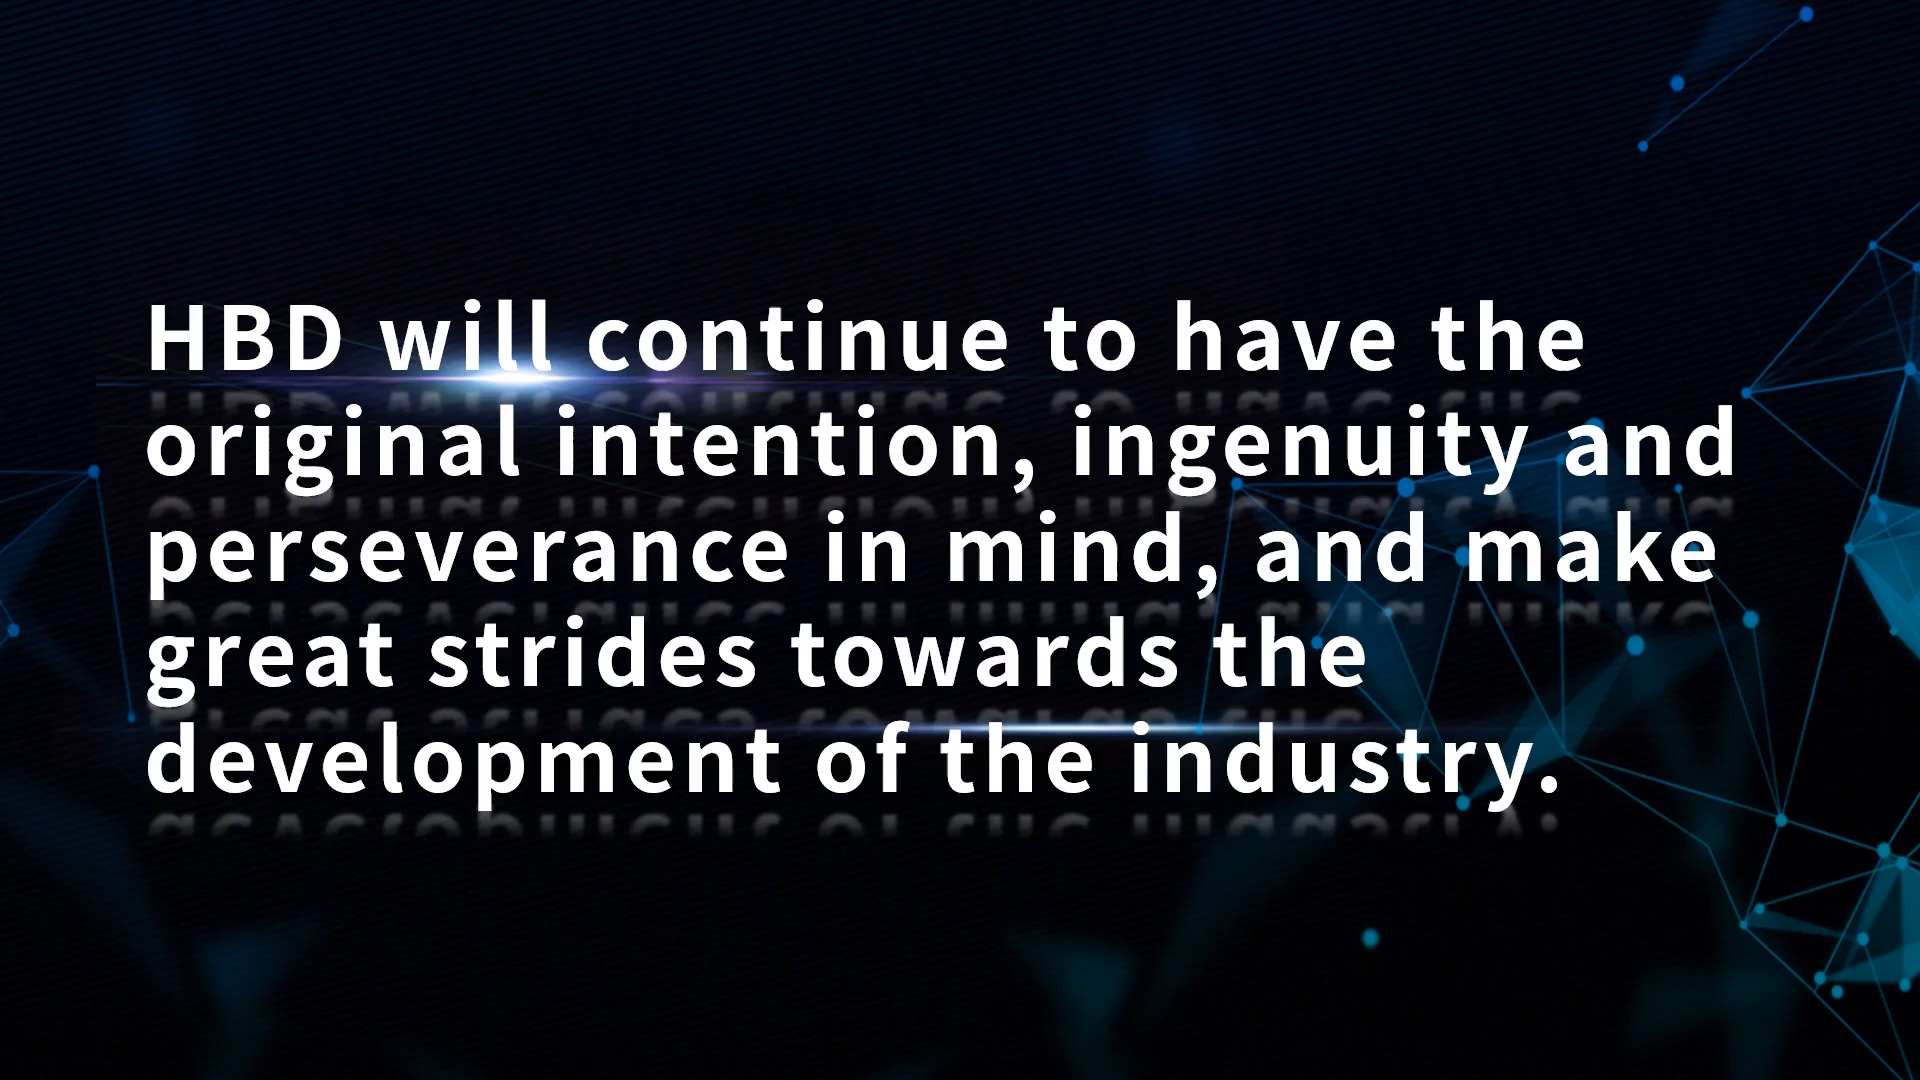 HBD will continue to have the
original intention, ingenuity and
perseverance in mind, and make
great strides towards the
development of the industry.